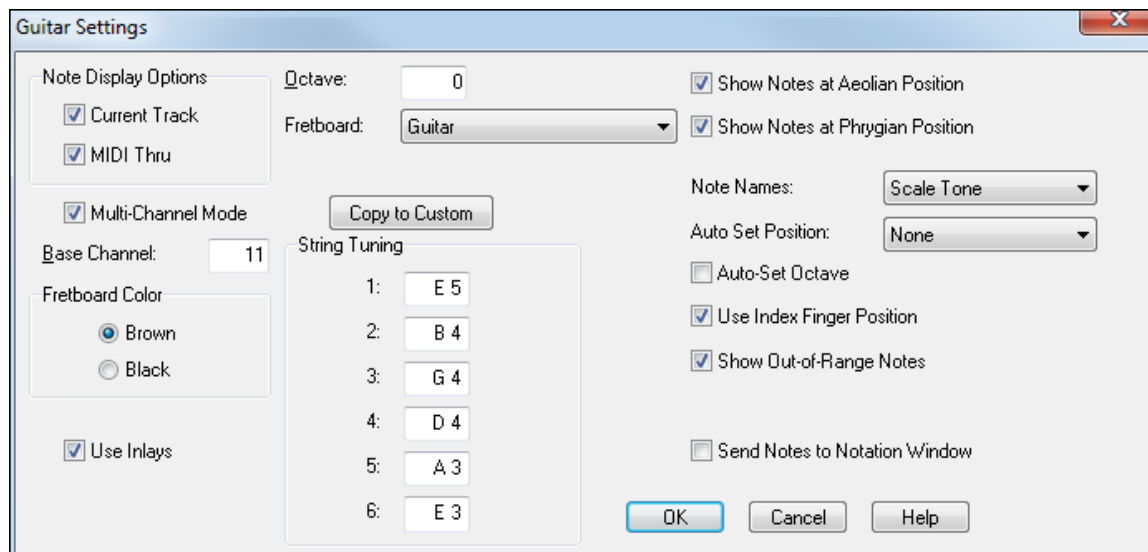 Guitar Settings
x
Note Display Options
Current Track
MIDI Thru
Multi-Channel Mode
Base Channel: 11
Fretboard Color
Brown
Black
Use Inlays
Octave: 0
Fretboard: Guitar
Copy to Custom
String Tuning
1: E 5
2: B 4
3: G 4
4: D 4
5: A 3
6: E 3
Show Notes at Aeolian Position
Show Notes at Phrygian Position
Note Names: Scale Tone
Auto Set Position: None
Auto-Set Octave
Use Index Finger Position
Show Out-of-Range Notes
Send Notes to Notation Window
OK Cancel Help